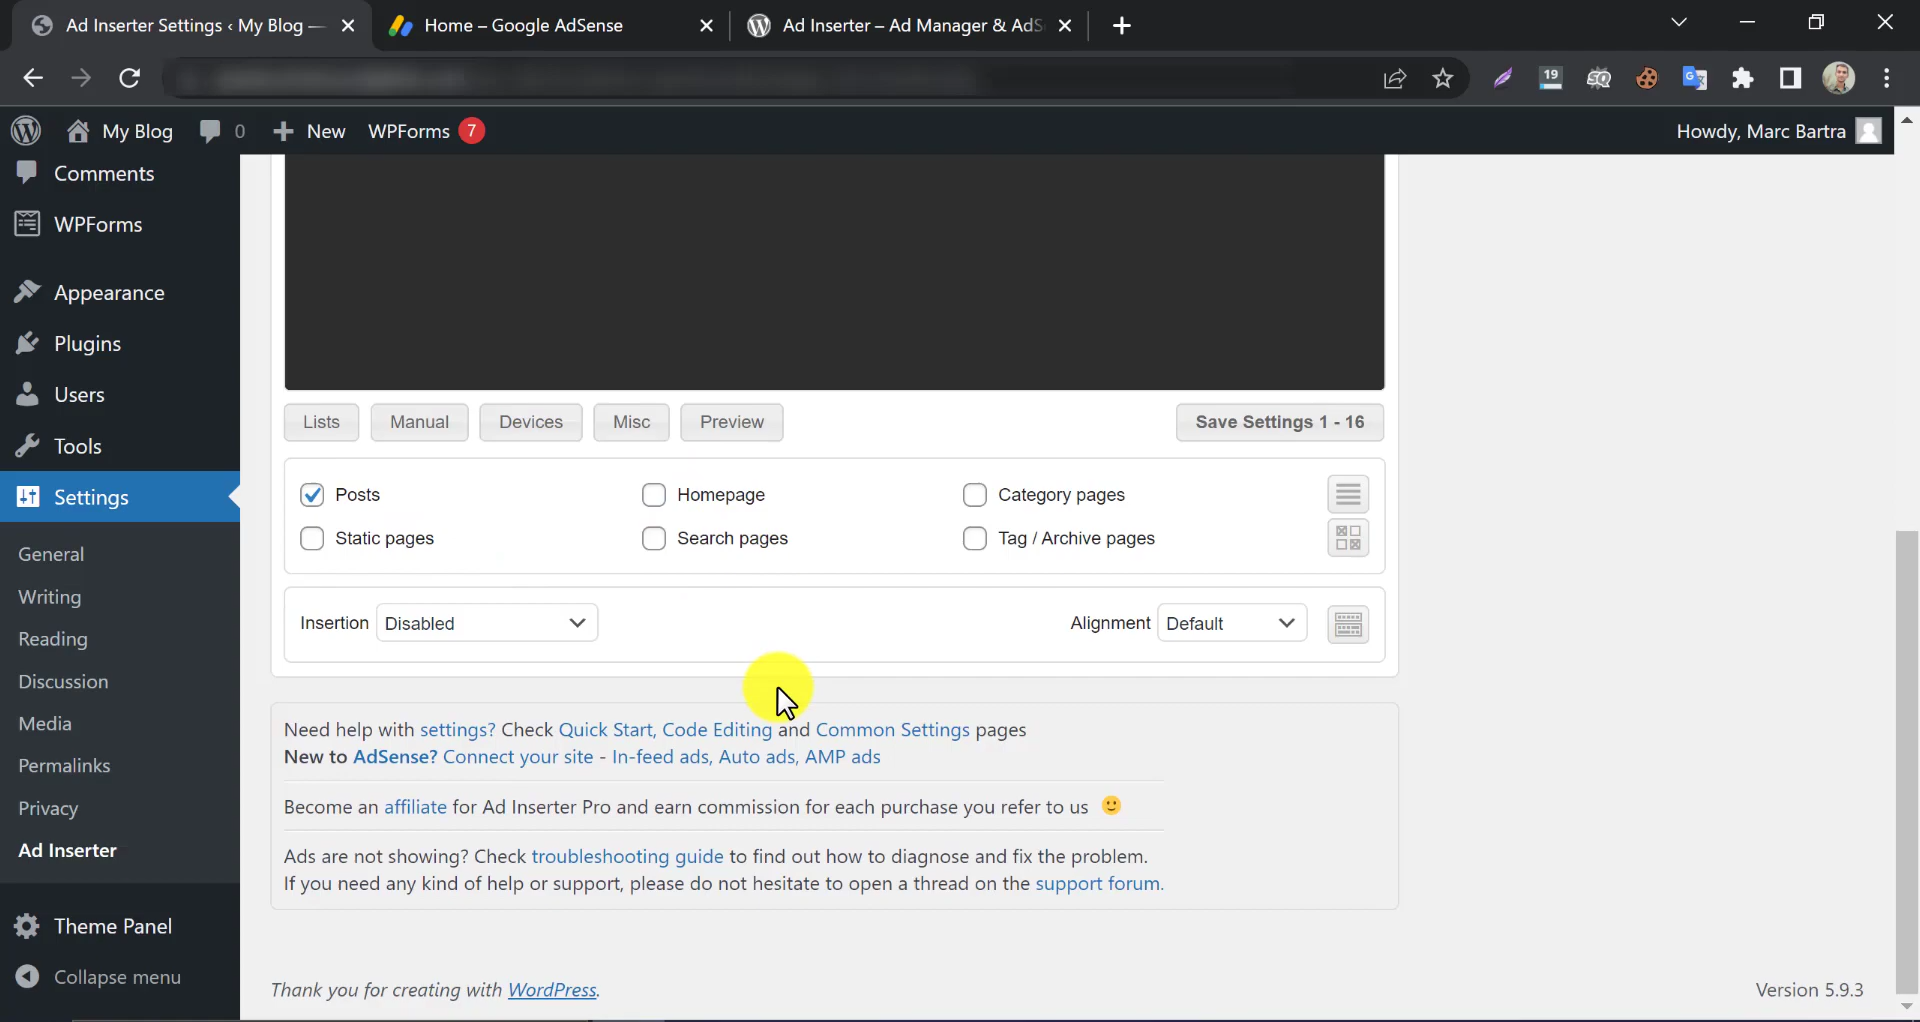 Ad Inserter Settings ‹ My Blog —
Home – Google AdSense
Ad Inserter – Ad Manager & AdS
19
My Blog
0
New
WPForms 7
Howdy, Marc Bartra
Comments
WPForms
Appearance
Plugins
Users
Tools
Settings
General
Writing
Reading
Discussion
Media
Permalinks
Privacy
Ad Inserter
Theme Panel
Collapse menu
Lists
Manual
Devices
Misc
Preview
Save Settings 1 - 16
Posts
Homepage
Category pages
Static pages
Search pages
Tag / Archive pages
Insertion Disabled
Alignment Default
Need help with settings? Check Quick Start, Code Editing and Common Settings pages
New to AdSense? Connect your site - In-feed ads, Auto ads, AMP ads
Become an affiliate for Ad Inserter Pro and earn commission for each purchase you refer to us 🙂
Ads are not showing? Check troubleshooting guide to find out how to diagnose and fix the problem.
If you need any kind of help or support, please do not hesitate to open a thread on the support forum.
Thank you for creating with WordPress.
Version 5.9.3